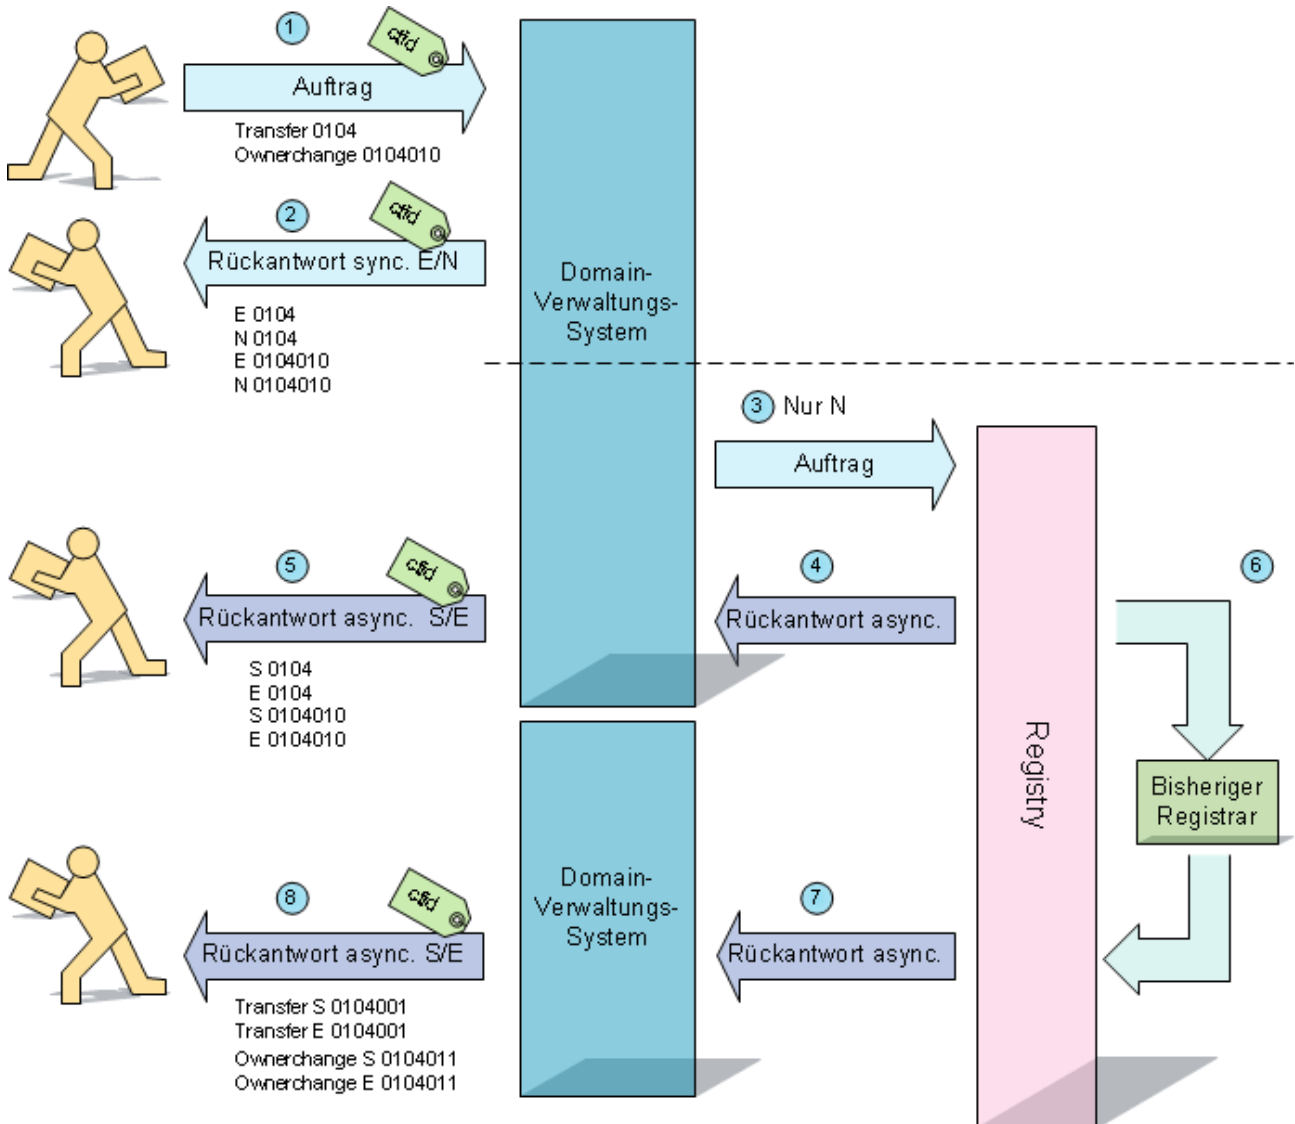 1
ctid
Auftrag
Transfer 0104
Ownerchange 0104010
2
ctid
Rückantwort sync. E/N
E 0104
N 0104
E 0104010
N 0104010
Domain-
Verwaltungs-
System
3 Nur N
Auftrag
5
ctid
Rückantwort async. S/E
S 0104
E 0104
S 0104010
E 0104010
4
Rückantwort async.
6
Registry
Bisheriger
Registrar
8
ctid
Rückantwort async. S/E
Transfer S 0104001
Transfer E 0104001
Ownerchange S 0104011
Ownerchange E 0104011
Domain-
Verwaltungs-
System
7
Rückantwort async.